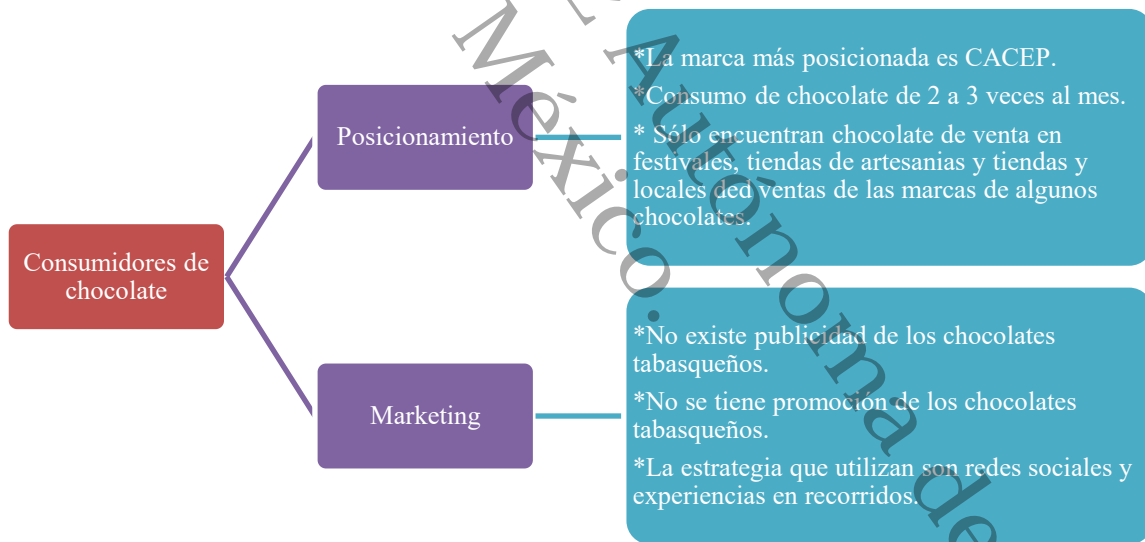 Consumidores de
chocolate
Posicionamiento
*La marca más posicionada es CACEP.
*Consumo de chocolate de 2 a 3 veces al mes.
* Sólo encuentran chocolate de venta en
festivales, tiendas de artesanias y tiendas y
locales ded ventas de las marcas de algunos
chocolates.
Marketing
*No existe publicidad de los chocolates
tabasqueños.
*No se tiene promoción de los chocolates
tabasqueños.
*La estrategia que utilizan son redes sociales y
experiencias en recorridos.
Autónoma de
México.